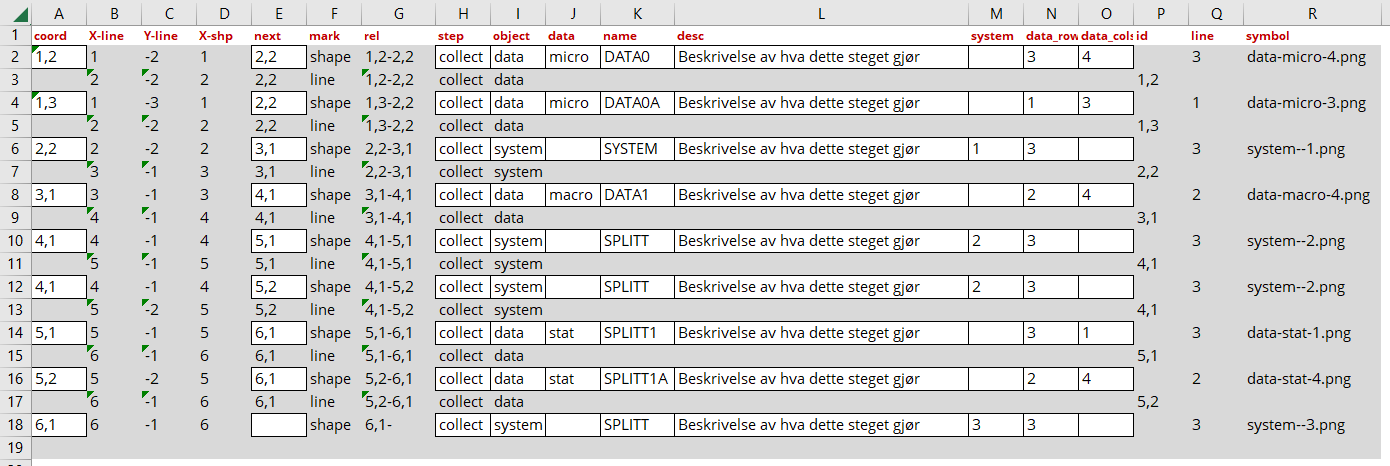 A B C D E F G H I J K L M N O P Q R
1 coord X-line Y-line X-shp next mark rel step object data name desc system data_row data_cols id line symbol
2 1,2 1 -2 1 2,2 shape 1,2-2,2 collect data micro DATA0 Beskrivelse av hva dette steget gjør 3 4 3 data-micro-4.png
3 2 -2 2 2,2 line 1,2-2,2 collect data 1,2
4 1,3 1 -3 1 2,2 shape 1,3-2,2 collect data micro DATA0A Beskrivelse av hva dette steget gjør 1 3 1 data-micro-3.png
5 2 -2 2 2,2 line 1,3-2,2 collect data 1,3
6 2,2 2 -2 2 3,1 shape 2,2-3,1 collect system SYSTEM Beskrivelse av hva dette steget gjør 1 3 3 system--1.png
7 3 -1 3 3,1 line 2,2-3,1 collect system 2,2
8 3,1 3 -1 3 4,1 shape 3,1-4,1 collect data macro DATA1 Beskrivelse av hva dette steget gjør 2 4 2 data-macro-4.png
9 4 -1 4 4,1 line 3,1-4,1 collect data 3,1
10 4,1 4 -1 4 5,1 shape 4,1-5,1 collect system SPLITT Beskrivelse av hva dette steget gjør 2 3 3 system--2.png
11 5 -1 5 5,1 line 4,1-5,1 collect system 4,1
12 4,1 4 -1 4 5,2 shape 4,1-5,2 collect system SPLITT Beskrivelse av hva dette steget gjør 2 3 3 system--2.png
13 5 -2 5 5,2 line 4,1-5,2 collect system 4,1
14 5,1 5 -1 5 6,1 shape 5,1-6,1 collect data stat SPLITT1 Beskrivelse av hva dette steget gjør 3 1 3 data-stat-1.png
15 6 -1 6 6,1 line 5,1-6,1 collect data 5,1
16 5,2 5 -2 5 6,1 shape 5,2-6,1 collect data stat SPLITT1A Beskrivelse av hva dette steget gjør 2 4 2 data-stat-4.png
17 6 -1 6 6,1 line 5,2-6,1 collect data 5,2
18 6,1 6 -1 6 shape 6,1- collect system SPLITT Beskrivelse av hva dette steget gjør 3 3 3 system--3.png
19